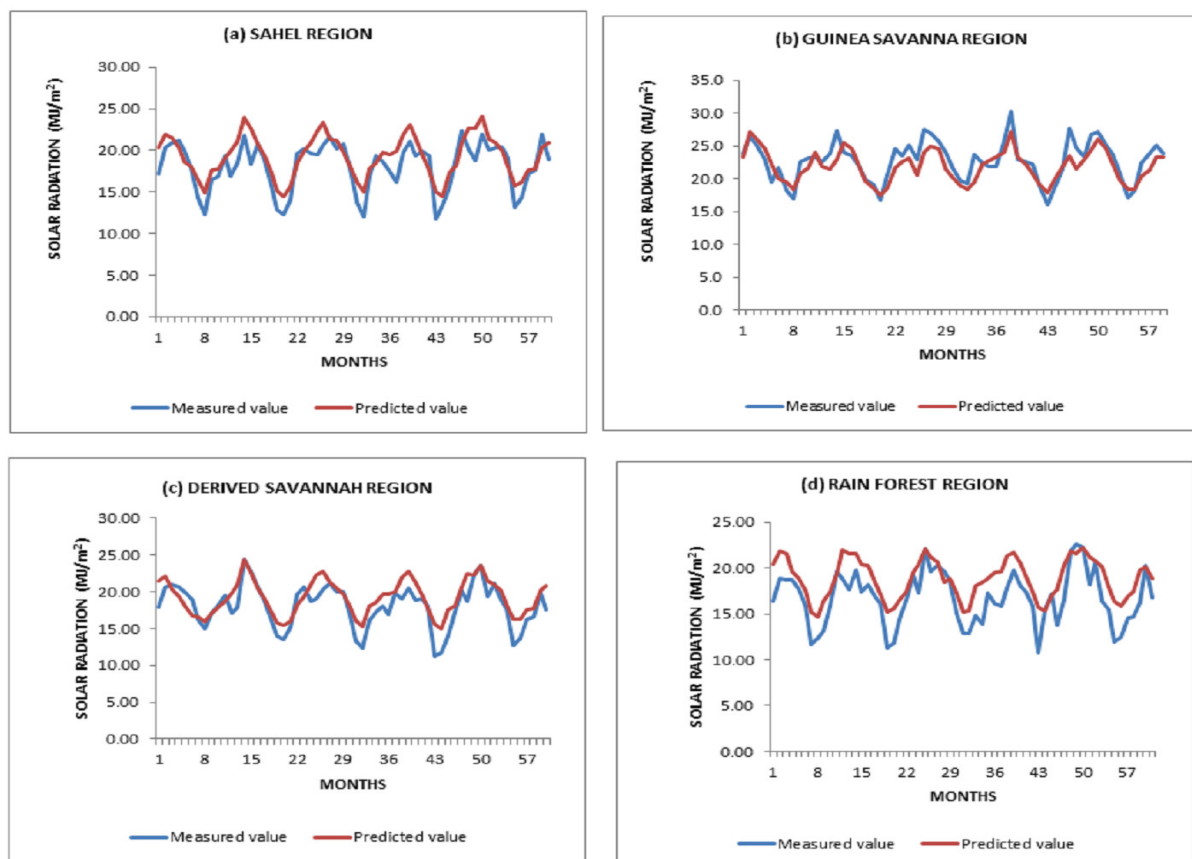 (a) SAHEL REGION
SOLAR RADIATION (MJ/m²)
30.00
25.00
20.00
15.00
10.00
5.00
0.00
1 8 15 22 29 36 43 50 57
MONTHS
Measured value Predicted value
(b) GUINEA SAVANNA REGION
SOLAR RADIATION (MJ/m²)
35.0
30.0
25.0
20.0
15.0
10.0
5.0
0.0
1 8 15 22 29 36 43 50 57
MONTHS
Measured value Predicted value
(c) DERIVED SAVANNAH REGION
SOLAR RADIATION (MJ/m²)
30.00
25.00
20.00
15.00
10.00
5.00
0.00
1 8 15 22 29 36 43 50 57
MONTHS
Measured value Predicted value
(d) RAIN FOREST REGION
SOLAR RADIATION (MJ/m²)
25.00
20.00
15.00
10.00
5.00
0.00
1 8 15 22 29 36 43 50 57
MONTHS
Measured value Predicted value